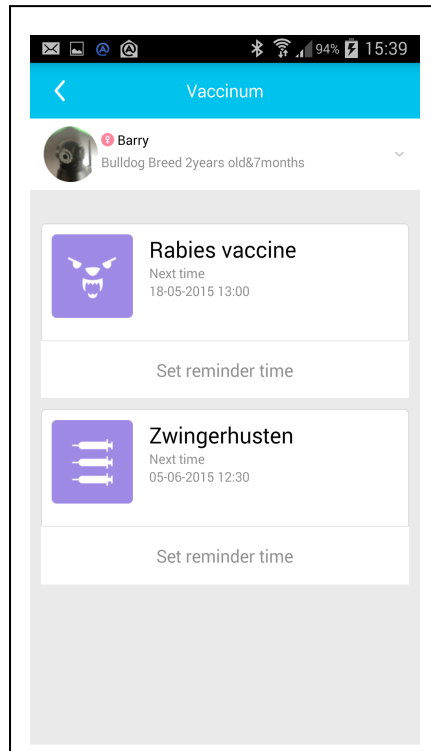 94% 15:39
Vaccinum
Barry
Bulldog Breed 2years old&7months
Rabies vaccine
Next time
18-05-2015 13:00
Set reminder time
Zwingerhusten
Next time
05-06-2015 12:30
Set reminder time